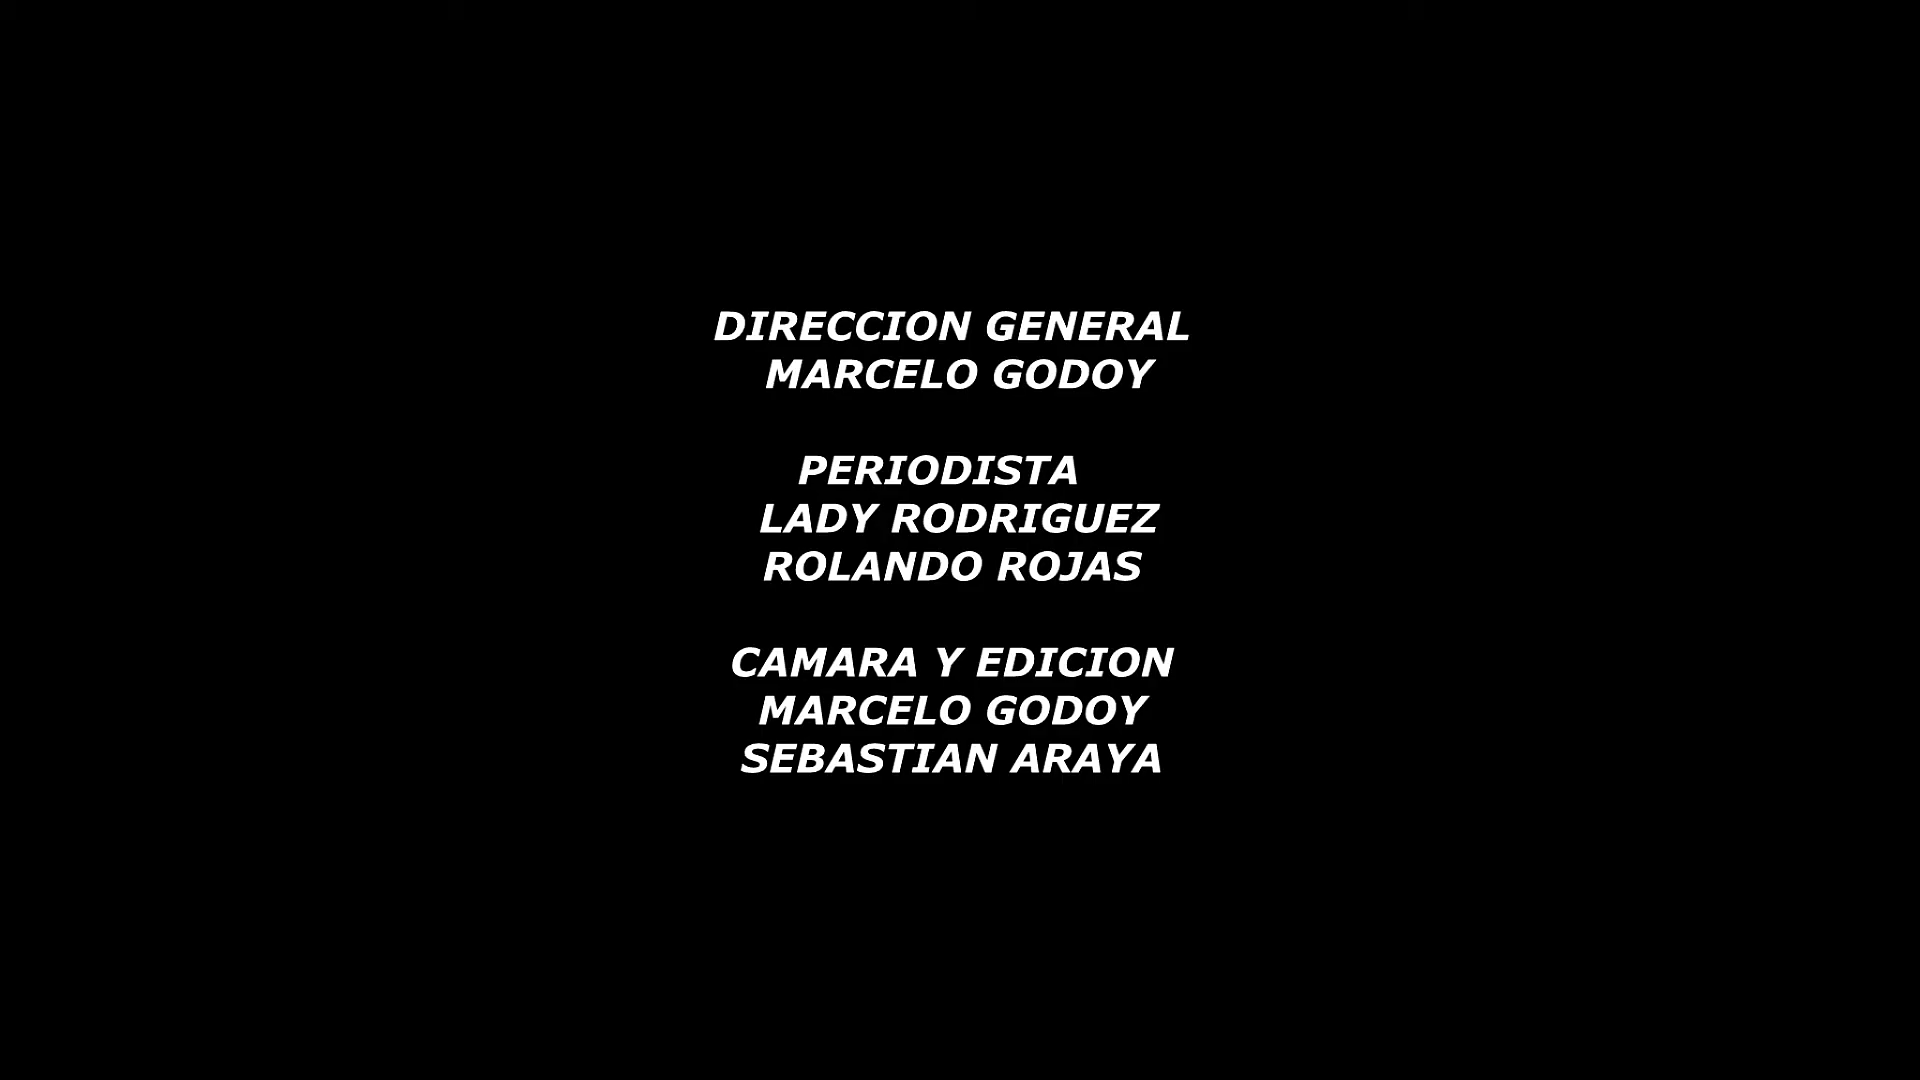 DIRECCION GENERAL
MARCELO GODOY
PERIODISTA
LADY RODRIGUEZ
ROLANDO ROJAS
CAMARA Y EDICION
MARCELO GODOY
SEBASTIAN ARAYA